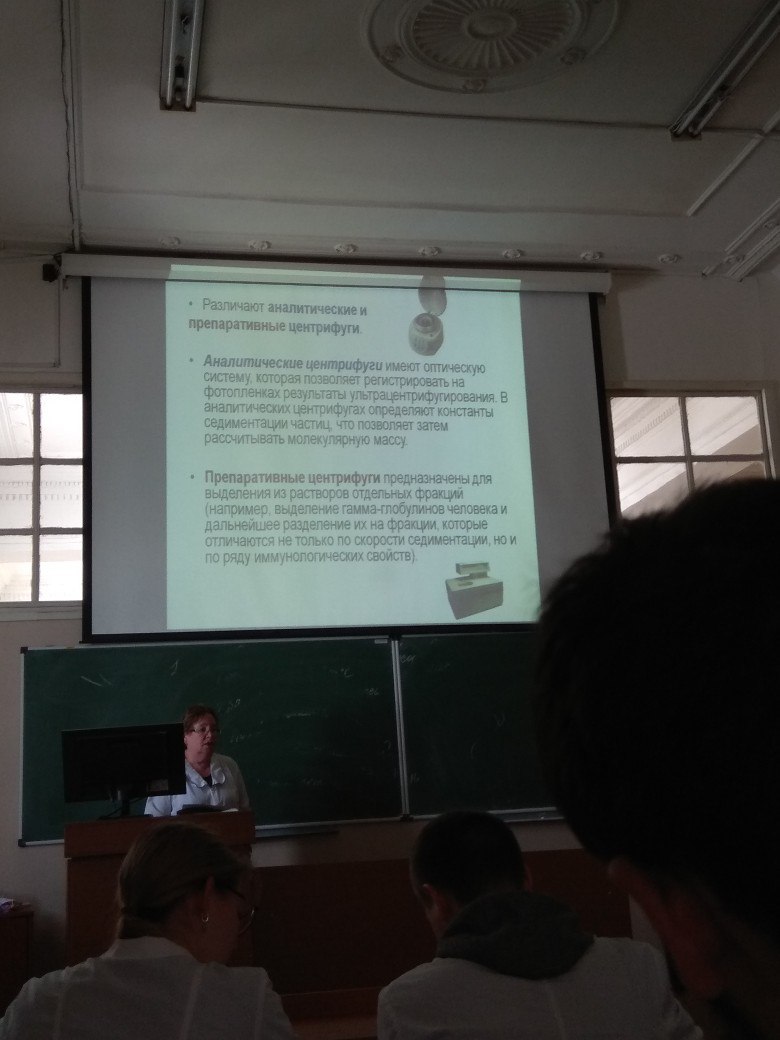 • Различают аналитические и
препаративные центрифуги.
• Аналитические центрифуги имеют оптическую
систему, которая позволяет регистрировать на
фотопленках результаты ультрацентрифугирования. В
аналитических центрифугах определяют константы
седиментации частиц, что позволяет затем
рассчитывать молекулярную массу.
• Препаративные центрифуги предназначены для
выделения из растворов отдельных фракций
(например, выделение гамма-глобулинов человека и
дальнейшее разделение их на фракции, которые
отличаются не только по скорости седиментации, но и
по ряду иммунологических свойств).